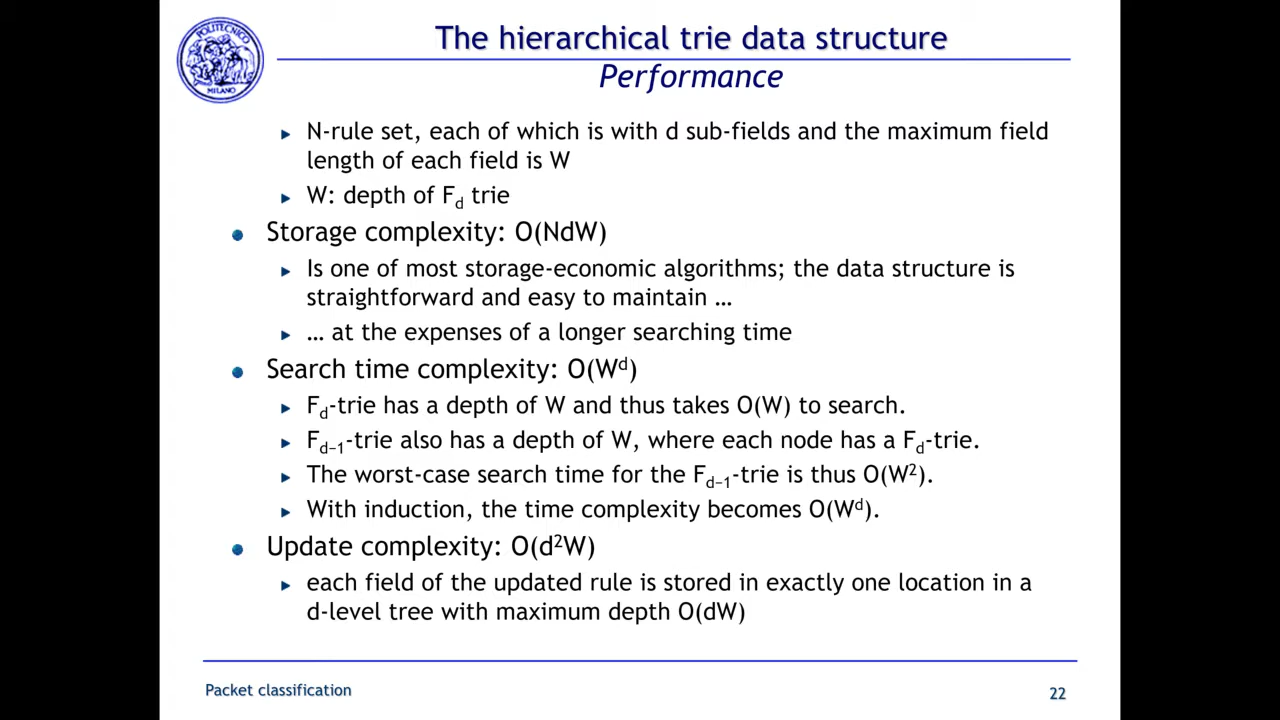 POLITECNICO
MILANO
The hierarchical trie data structure
Performance
N-rule set, each of which is with d sub-fields and the maximum field
length of each field is W
W: depth of Fd trie
Storage complexity: O(NdW)
Is one of most storage-economic algorithms; the data structure is
straightforward and easy to maintain …
… at the expenses of a longer searching time
Search time complexity: O(Wᵈ)
Fd-trie has a depth of W and thus takes O(W) to search.
Fd−1-trie also has a depth of W, where each node has a Fd-trie.
The worst-case search time for the Fd−1-trie is thus O(W²).
With induction, the time complexity becomes O(Wᵈ).
Update complexity: O(d²W)
each field of the updated rule is stored in exactly one location in a
d-level tree with maximum depth O(dW)
Packet classification
22